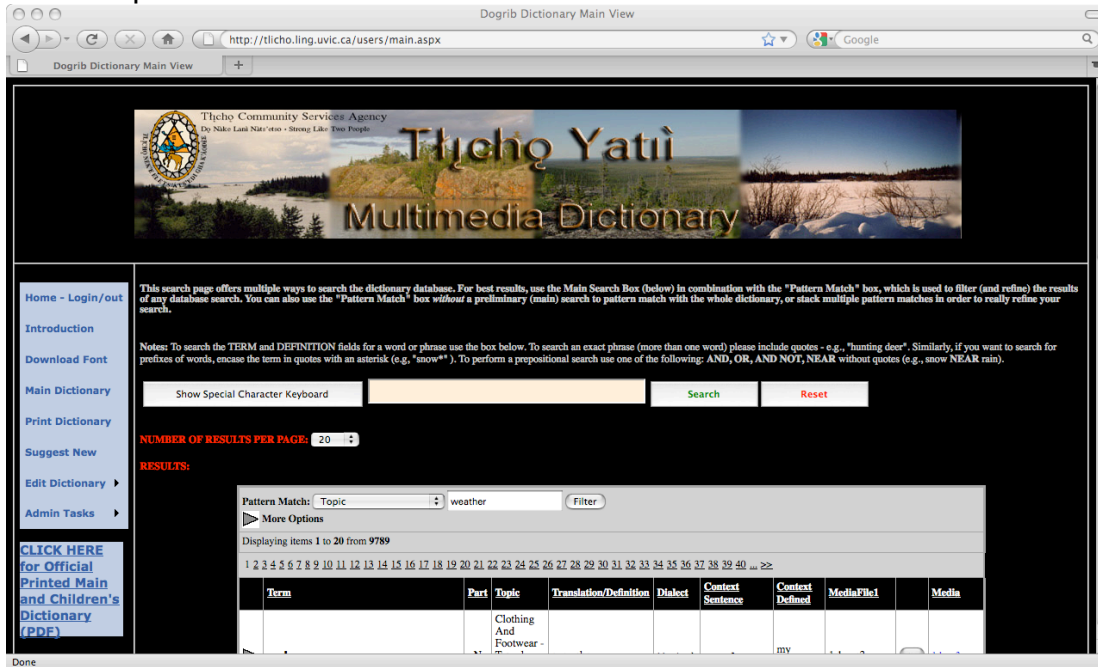 Dogrib Dictionary Main View
http://tlicho.ling.uvic.ca/users/main.aspx
Google
Dogrib Dictionary Main View
Tłı̨chǫ Community Services Agency
Dǫ Nàke Lanì Nàts'etso - Strong Like Two People
Tłı̨chǫ Yatıì
Multimedia Dictionary
Home - Login/out
Introduction
Download Font
Main Dictionary
Print Dictionary
Suggest New
Edit Dictionary
Admin Tasks
CLICK HERE
for Official
Printed Main
and Children's
Dictionary
(PDF)
This search page offers multiple ways to search the dictionary database. For best results, use the Main Search Box (below) in combination with the "Pattern Match" box, which is used to filter (and refine) the results
of any database search. You can also use the "Pattern Match" box without a preliminary (main) search to pattern match with the whole dictionary, or stack multiple pattern matches in order to really refine your
search.
Notes: To search the TERM and DEFINITION fields for a word or phrase use the box below. To search an exact phrase (more than one word) please include quotes - e.g., "hunting deer". Similarly, if you want to search for
prefixes of words, encase the term in quotes with an asterisk (e.g, "snow*" ). To perform a prepositional search use one of the following: AND, OR, AND NOT, NEAR without quotes (e.g., snow NEAR rain).
Show Special Character Keyboard Search Reset
NUMBER OF RESULTS PER PAGE: 20
RESULTS:
Pattern Match: Topic weather Filter
More Options
Displaying items 1 to 20 from 9789
1 2 3 4 5 6 7 8 9 10 11 12 13 14 15 16 17 18 19 20 21 22 23 24 25 26 27 28 29 30 31 32 33 34 35 36 37 38 39 40 ... >>
Term Part Topic Translation/Definition Dialect Context Sentence Context Defined MediaFile1 Media
Clothing
And
Footwear -
my
Done